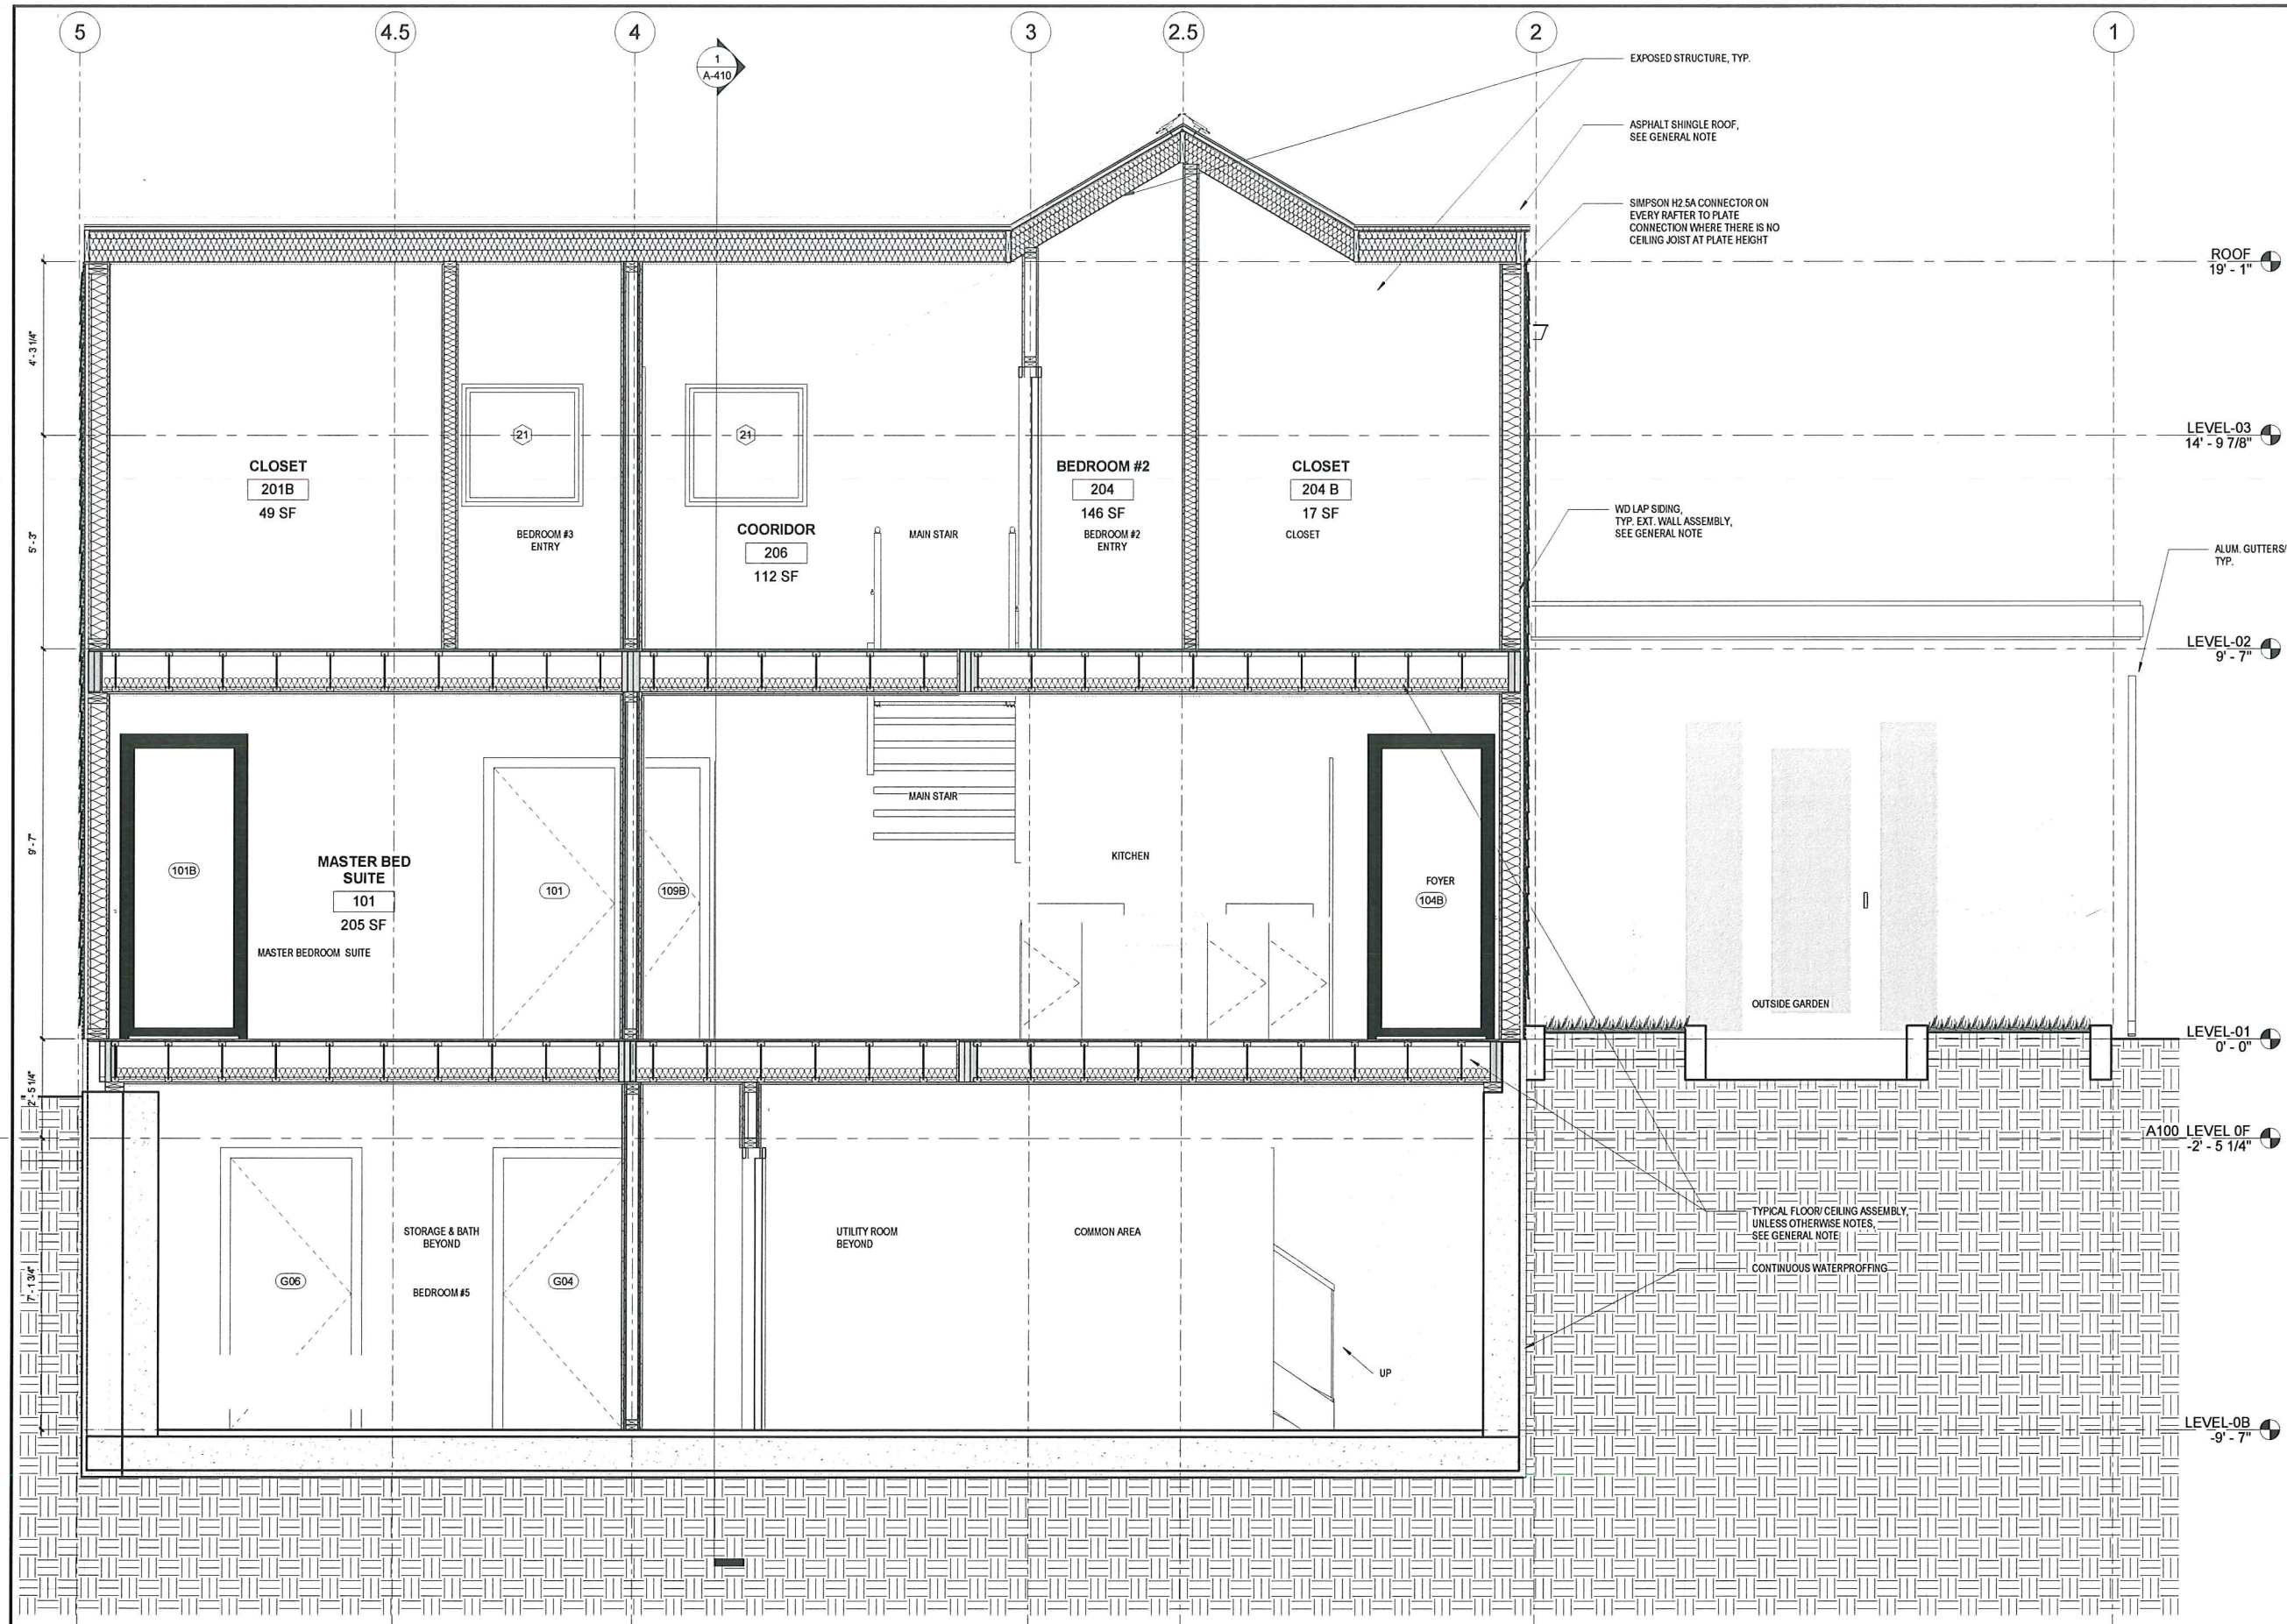 5
4.5
4
3
2.5
2
1
1
A-410
EXPOSED STRUCTURE, TYP.
ASPHALT SHINGLE ROOF,
SEE GENERAL NOTE
SIMPSON H2.5A CONNECTOR ON
EVERY RAFTER TO PLATE
CONNECTION WHERE THERE IS NO
CEILING JOIST AT PLATE HEIGHT
ROOF
19' - 1"
4' - 3 1/4"
21
21
LEVEL-03
14' - 9 7/8"
CLOSET
201B
49 SF
BEDROOM #3
ENTRY
COORIDOR
206
112 SF
MAIN STAIR
BEDROOM #2
204
146 SF
BEDROOM #2
ENTRY
CLOSET
204 B
17 SF
CLOSET
WD LAP SIDING,
TYP. EXT. WALL ASSEMBLY,
SEE GENERAL NOTE
5' - 3"
ALUM. GUTTERS/
TYP.
LEVEL-02
9' - 7"
9' - 7"
101B
MASTER BED
SUITE
101
205 SF
MASTER BEDROOM SUITE
101
109B
MAIN STAIR
KITCHEN
FOYER
104B
OUTSIDE GARDEN
LEVEL-01
0' - 0"
2' - 5 1/4"
A100 LEVEL 0F
-2' - 5 1/4"
TYPICAL FLOOR/ CEILING ASSEMBLY,
UNLESS OTHERWISE NOTES,
SEE GENERAL NOTE
CONTINUOUS WATERPROFFING
7' - 1 3/4"
G06
STORAGE & BATH
BEYOND
BEDROOM #5
G04
UTILITY ROOM
BEYOND
COMMON AREA
UP
LEVEL-0B
-9' - 7"